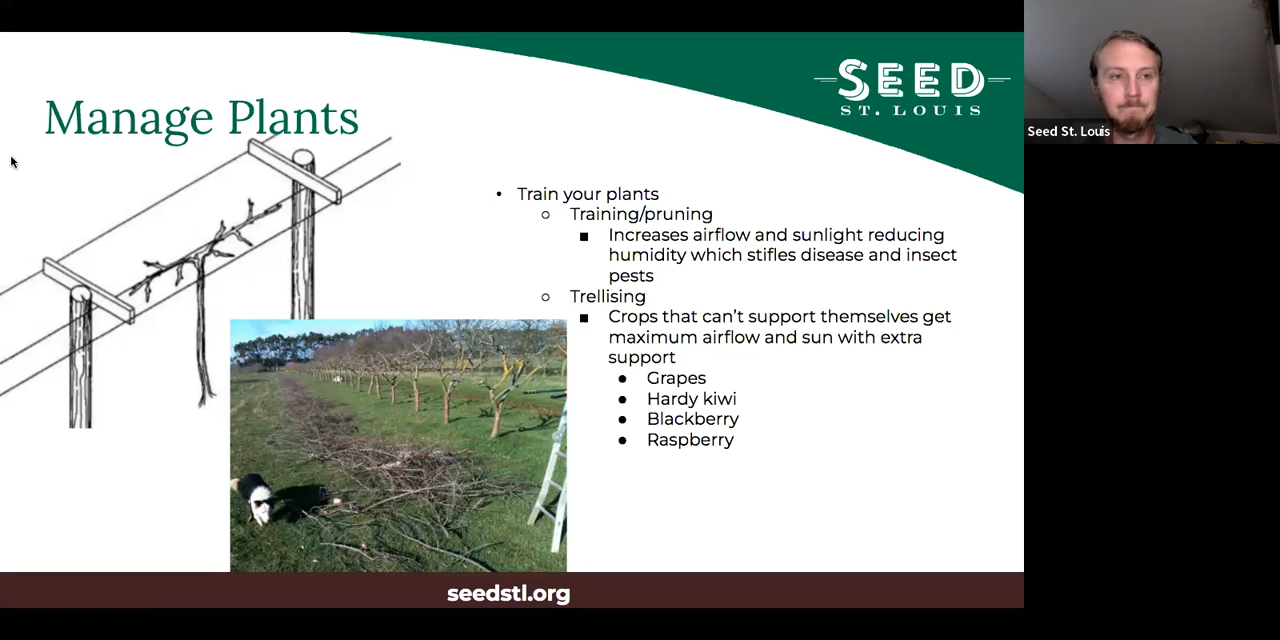 SEED
ST. LOUIS
Manage Plants
Seed St. Louis
• Train your plants
○ Training/pruning
■ Increases airflow and sunlight reducing
humidity which stifles disease and insect
pests
○ Trellising
■ Crops that can't support themselves get
maximum airflow and sun with extra
support
● Grapes
● Hardy kiwi
● Blackberry
● Raspberry
seedstl.org